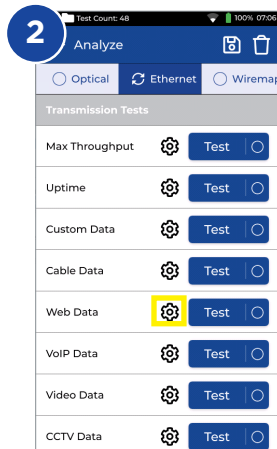 2
Test Count: 48
100% 07:06
Analyze
Optical
Ethernet
Wiremap
Transmission Tests
Max Throughput Test
Uptime Test
Custom Data Test
Cable Data Test
Web Data Test
VoIP Data Test
Video Data Test
CCTV Data Test